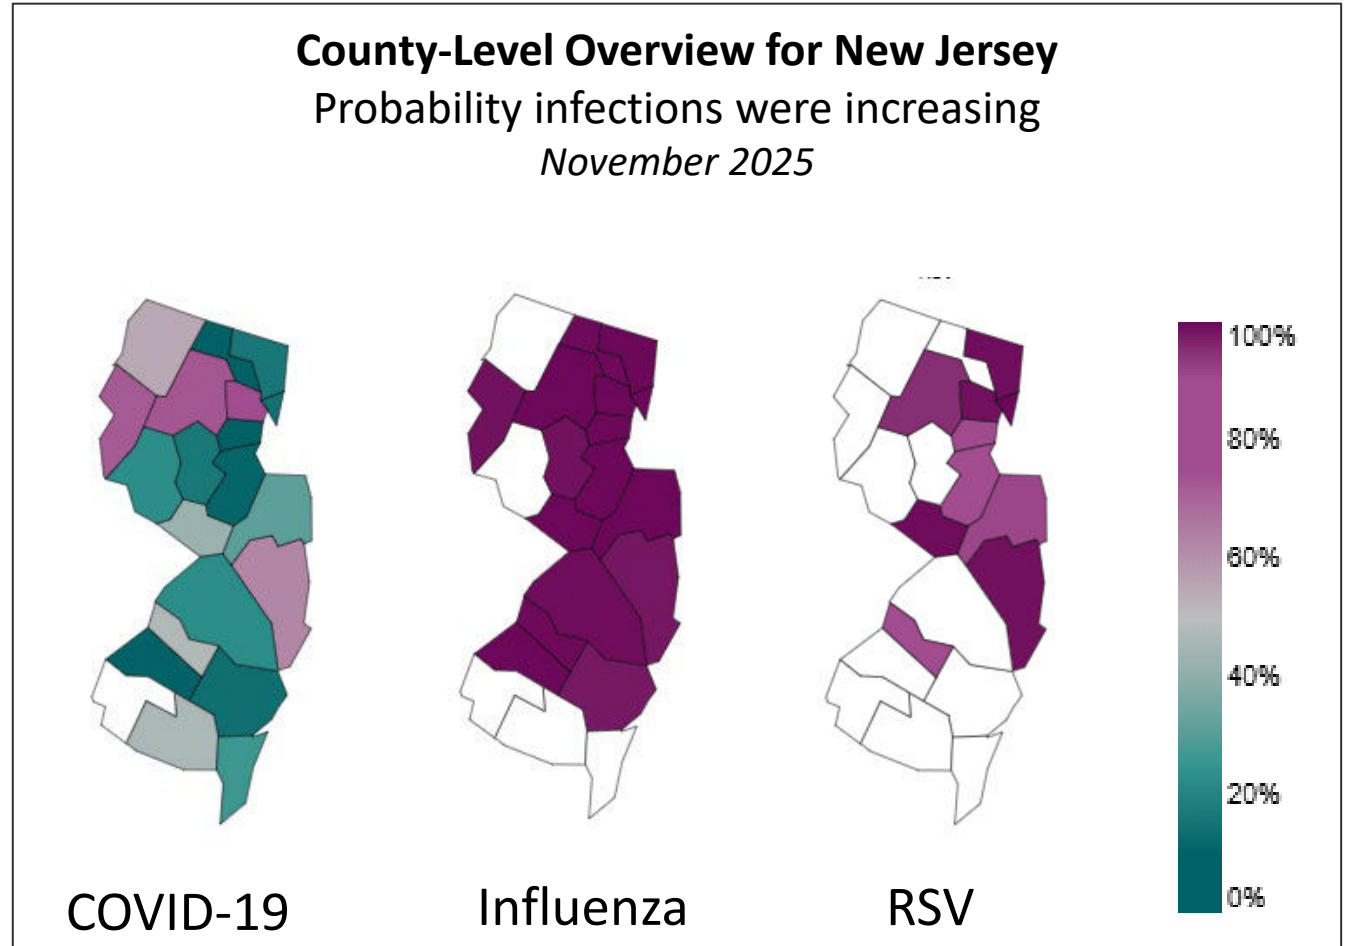 County-Level Overview for New Jersey
Probability infections were increasing
November 2025
100%
80%
60%
40%
20%
0%
COVID-19
Influenza
RSV